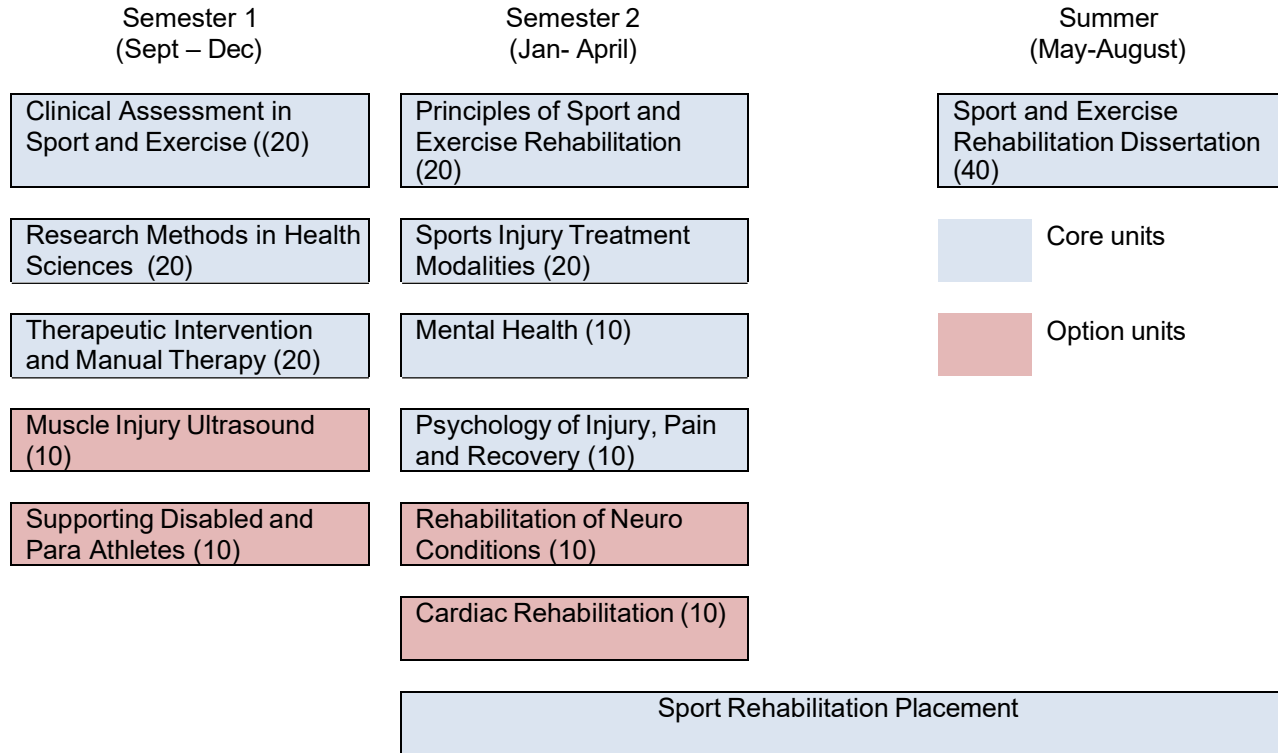 Semester 1
(Sept – Dec)
Semester 2
(Jan- April)
Summer
(May-August)
Clinical Assessment in
Sport and Exercise ((20)
Principles of Sport and
Exercise Rehabilitation
(20)
Sport and Exercise
Rehabilitation Dissertation
(40)
Research Methods in Health
Sciences (20)
Sports Injury Treatment
Modalities (20)
Core units
Therapeutic Intervention
and Manual Therapy (20)
Mental Health (10)
Option units
Muscle Injury Ultrasound
(10)
Psychology of Injury, Pain
and Recovery (10)
Supporting Disabled and
Para Athletes (10)
Rehabilitation of Neuro
Conditions (10)
Cardiac Rehabilitation (10)
Sport Rehabilitation Placement